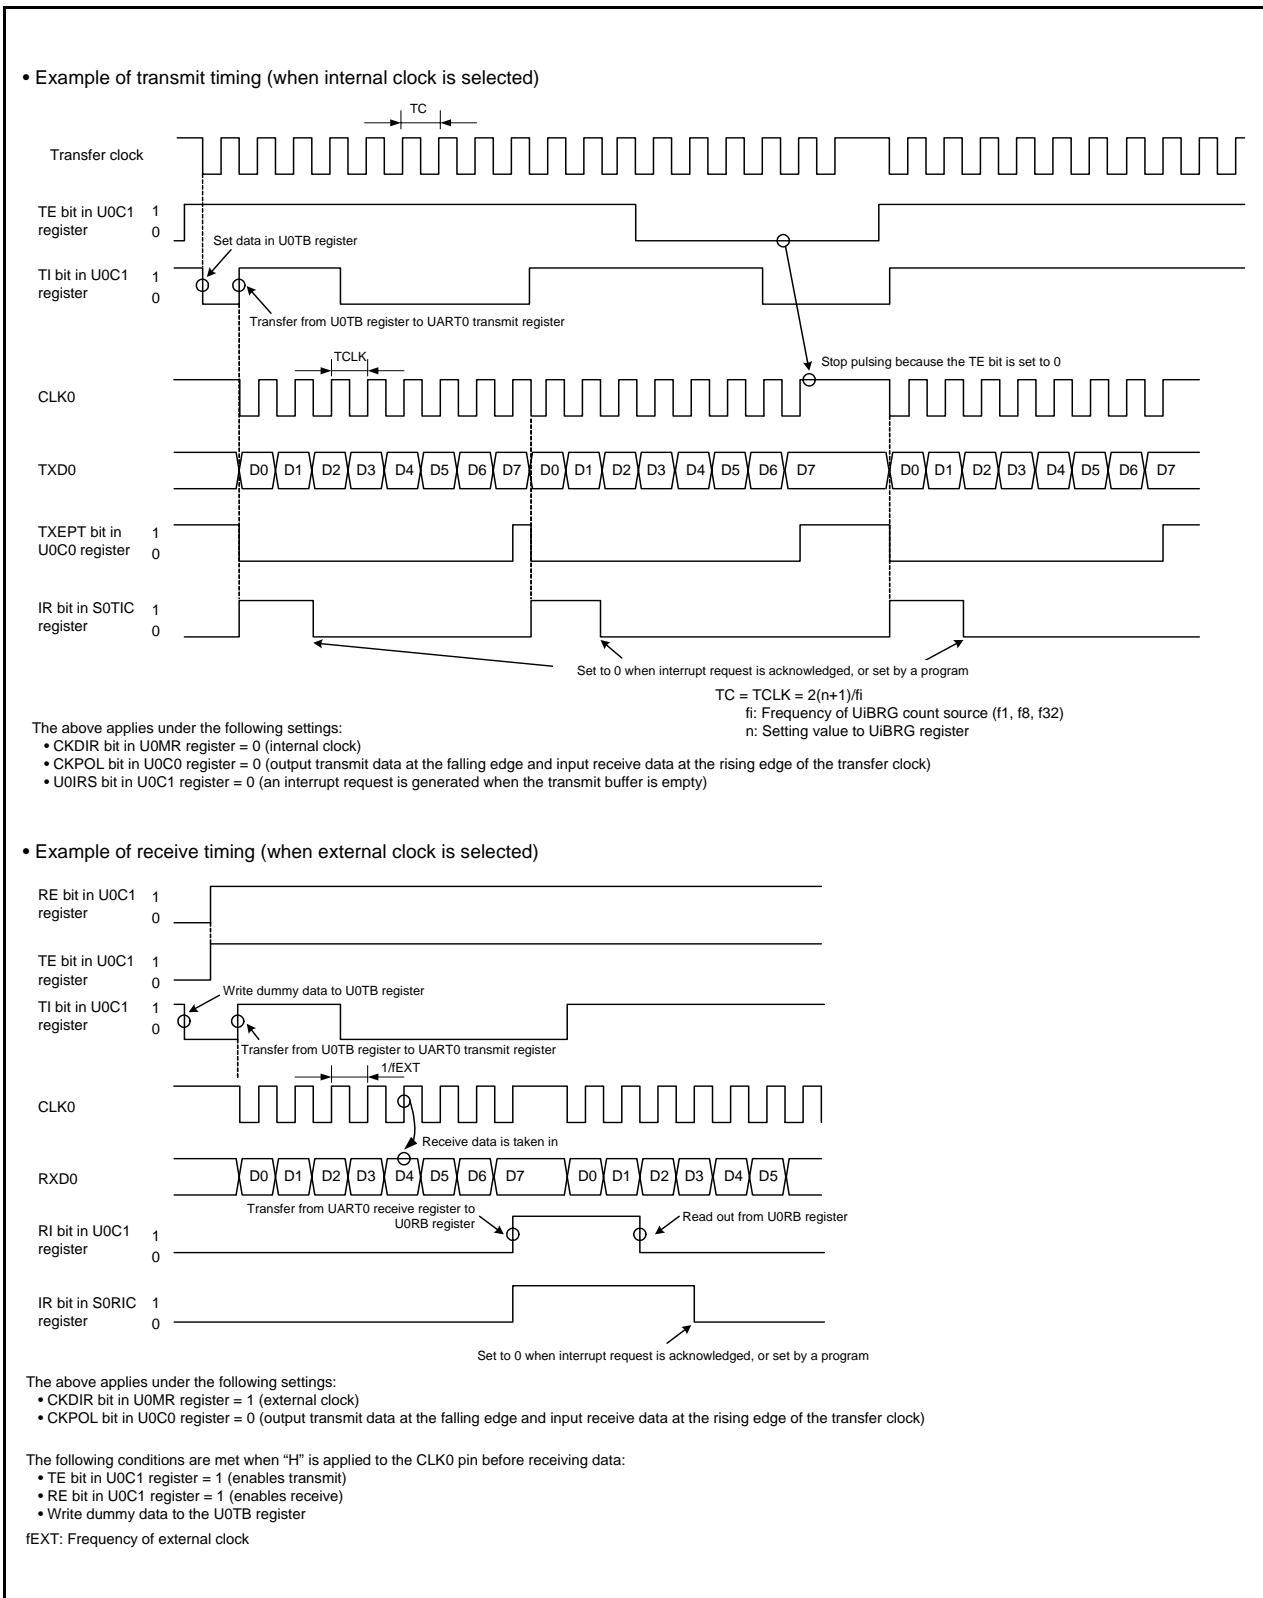 • Example of transmit timing (when internal clock is selected)
TC
Transfer clock
TE bit in U0C1
register
1
0
Set data in U0TB register
TI bit in U0C1
register
1
0
Transfer from U0TB register to UART0 transmit register
TCLK
Stop pulsing because the TE bit is set to 0
CLK0
TXD0
D0 D1 D2 D3 D4 D5 D6 D7 D0 D1 D2 D3 D4 D5 D6 D7 D0 D1 D2 D3 D4 D5 D6 D7
TXEPT bit in
U0C0 register
1
0
IR bit in S0TIC
register
1
0
Set to 0 when interrupt request is acknowledged, or set by a program
TC = TCLK = 2(n+1)/fi
fi: Frequency of UiBRG count source (f1, f8, f32)
n: Setting value to UiBRG register
The above applies under the following settings:
• CKDIR bit in U0MR register = 0 (internal clock)
• CKPOL bit in U0C0 register = 0 (output transmit data at the falling edge and input receive data at the rising edge of the transfer clock)
• U0IRS bit in U0C1 register = 0 (an interrupt request is generated when the transmit buffer is empty)
• Example of receive timing (when external clock is selected)
RE bit in U0C1
register
1
0
TE bit in U0C1
register
1
0
Write dummy data to U0TB register
TI bit in U0C1
register
1
0
Transfer from U0TB register to UART0 transmit register
1/fEXT
CLK0
Receive data is taken in
RXD0
D0 D1 D2 D3 D4 D5 D6 D7 D0 D1 D2 D3 D4 D5
Transfer from UART0 receive register to
U0RB register
Read out from U0RB register
RI bit in U0C1
register
1
0
IR bit in S0RIC
register
1
0
Set to 0 when interrupt request is acknowledged, or set by a program
The above applies under the following settings:
• CKDIR bit in U0MR register = 1 (external clock)
• CKPOL bit in U0C0 register = 0 (output transmit data at the falling edge and input receive data at the rising edge of the transfer clock)
The following conditions are met when “H” is applied to the CLK0 pin before receiving data:
• TE bit in U0C1 register = 1 (enables transmit)
• RE bit in U0C1 register = 1 (enables receive)
• Write dummy data to the U0TB register
fEXT: Frequency of external clock